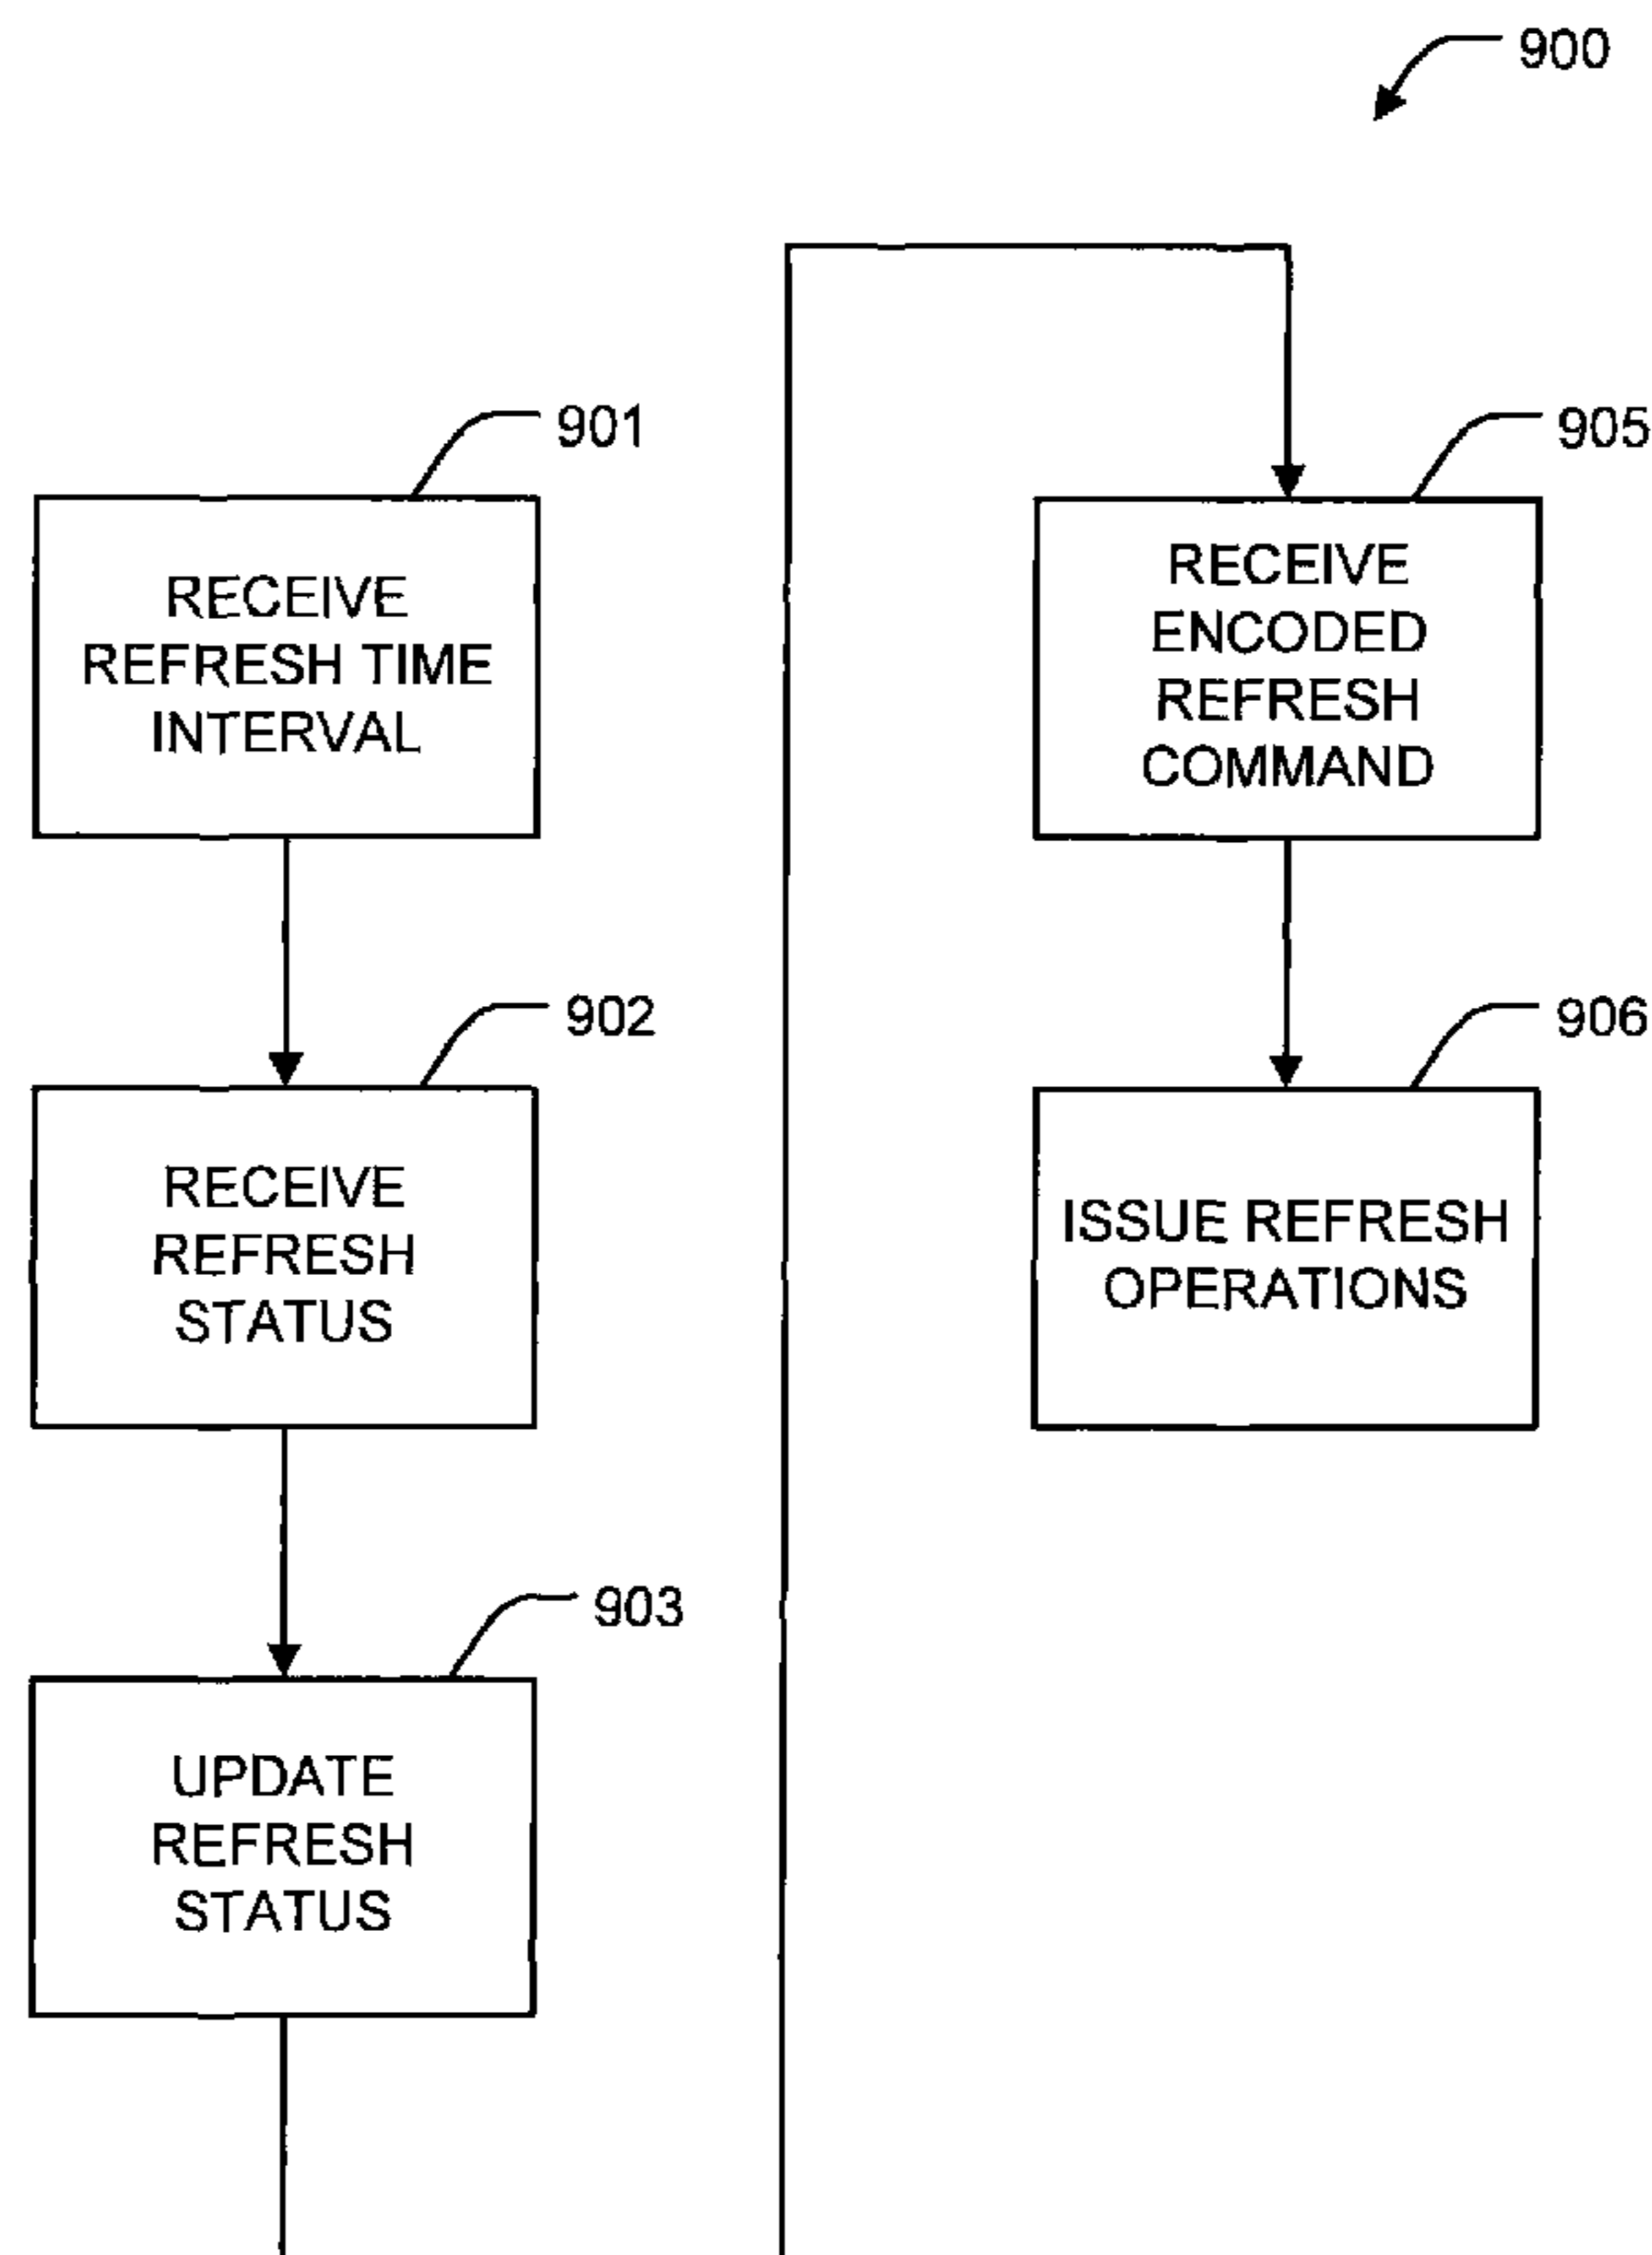 900
901
RECEIVE
REFRESH TIME
INTERVAL
902
RECEIVE
REFRESH
STATUS
903
UPDATE
REFRESH
STATUS
905
RECEIVE
ENCODED
REFRESH
COMMAND
906
ISSUE REFRESH
OPERATIONS